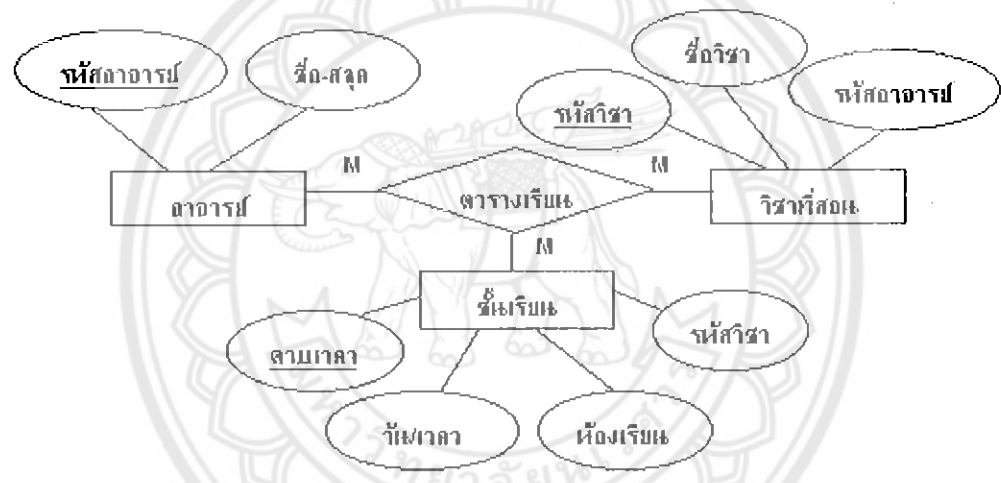 รหัสอาจารย์
ชื่อ-สกุล
ชื่อวิชา
รหัสวิชา
รหัสอาจารย์
M
M
อาจารย์
ตารางเรียน
วิชาที่สอน
M
ชั้นเรียน
รหัสวิชา
คาบเวลา
วัน/เวลา
ห้องเรียน